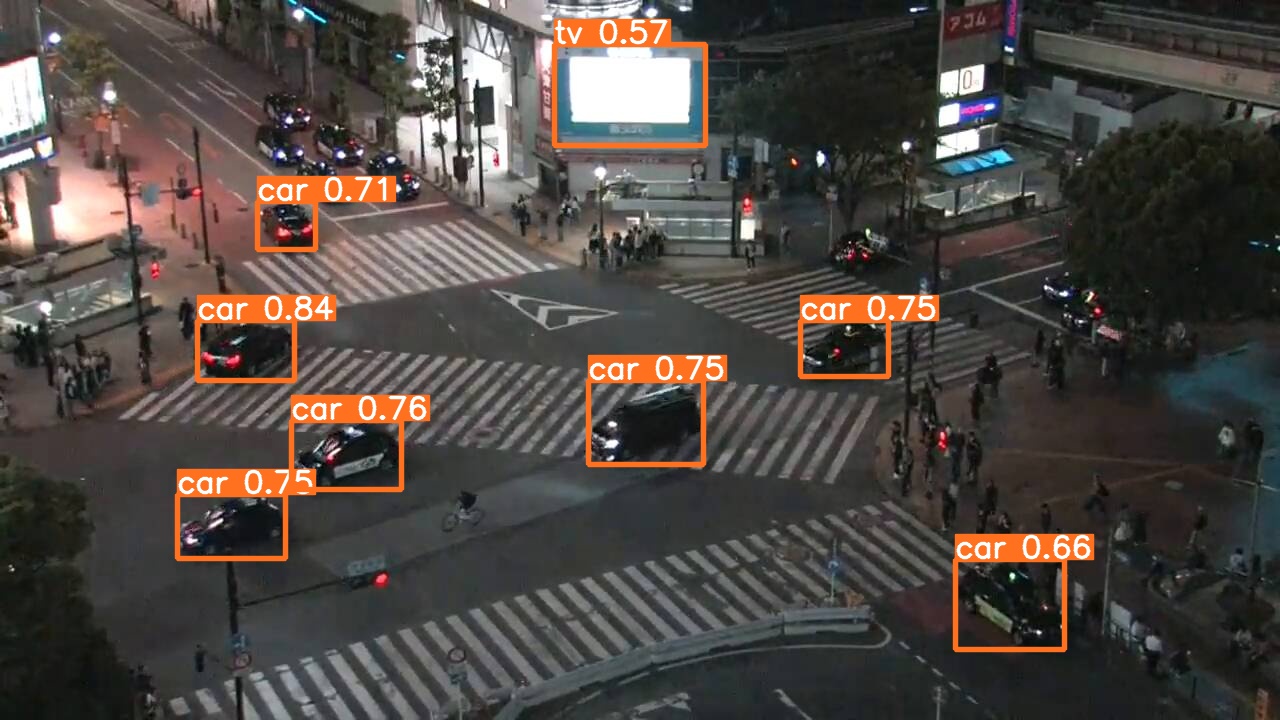 tv 0.57
アコム
car 0.71
car 0.84
car 0.75
car 0.75
car 0.76
car 0.75
car 0.66